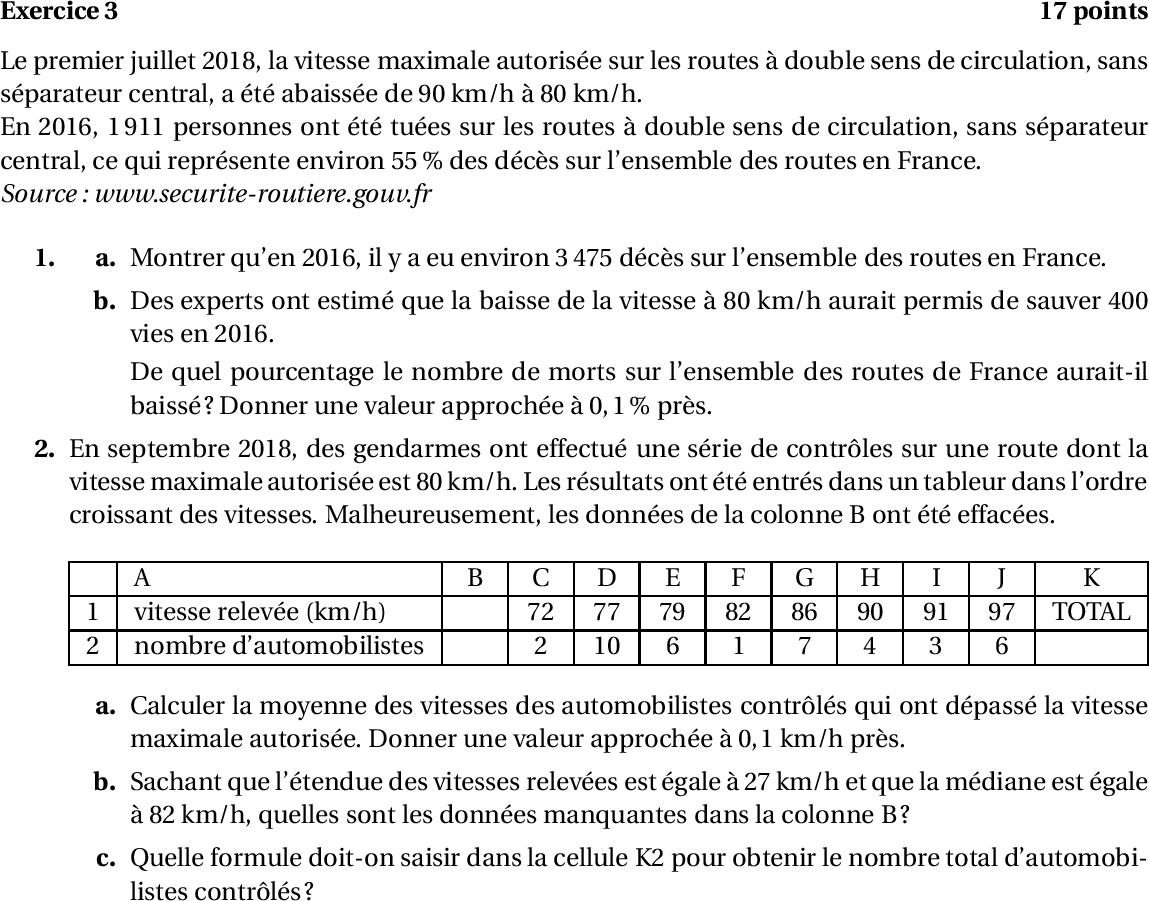 Exercice 3 17 points
Le premier juillet 2018, la vitesse maximale autorisée sur les routes à double sens de circulation, sans
séparateur central, a été abaissée de 90 km/h à 80 km/h.
En 2016, 1 911 personnes ont été tuées sur les routes à double sens de circulation, sans séparateur
central, ce qui représente environ 55 % des décès sur l'ensemble des routes en France.
Source : www.securite-routiere.gouv.fr
1. a. Montrer qu'en 2016, il y a eu environ 3 475 décès sur l'ensemble des routes en France.
b. Des experts ont estimé que la baisse de la vitesse à 80 km/h aurait permis de sauver 400
vies en 2016.
De quel pourcentage le nombre de morts sur l'ensemble des routes de France aurait-il
baissé ? Donner une valeur approchée à 0,1 % près.
2. En septembre 2018, des gendarmes ont effectué une série de contrôles sur une route dont la
vitesse maximale autorisée est 80 km/h. Les résultats ont été entrés dans un tableur dans l'ordre
croissant des vitesses. Malheureusement, les données de la colonne B ont été effacées.
A B C D E F G H I J K
1 vitesse relevée (km/h) 72 77 79 82 86 90 91 97 TOTAL
2 nombre d'automobilistes 2 10 6 1 7 4 3 6
a. Calculer la moyenne des vitesses des automobilistes contrôlés qui ont dépassé la vitesse
maximale autorisée. Donner une valeur approchée à 0,1 km/h près.
b. Sachant que l'étendue des vitesses relevées est égale à 27 km/h et que la médiane est égale
à 82 km/h, quelles sont les données manquantes dans la colonne B ?
c. Quelle formule doit-on saisir dans la cellule K2 pour obtenir le nombre total d'automobi-
listes contrôlés ?